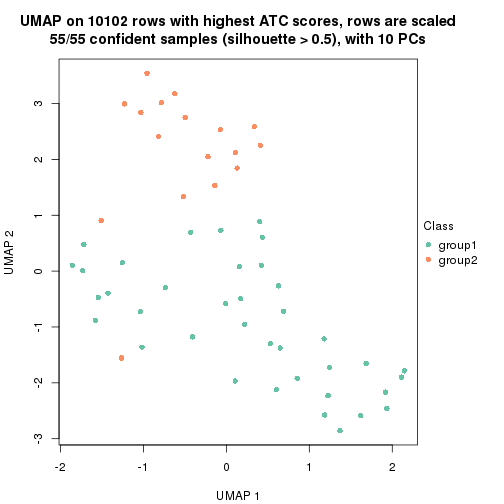 UMAP on 10102 rows with highest ATC scores, rows are scaled
55/55 confident samples (silhouette > 0.5), with 10 PCs
3
2
1
0
-1
-2
-3
UMAP 2
-2 -1 0 1 2
UMAP 1
Class
group1
group2